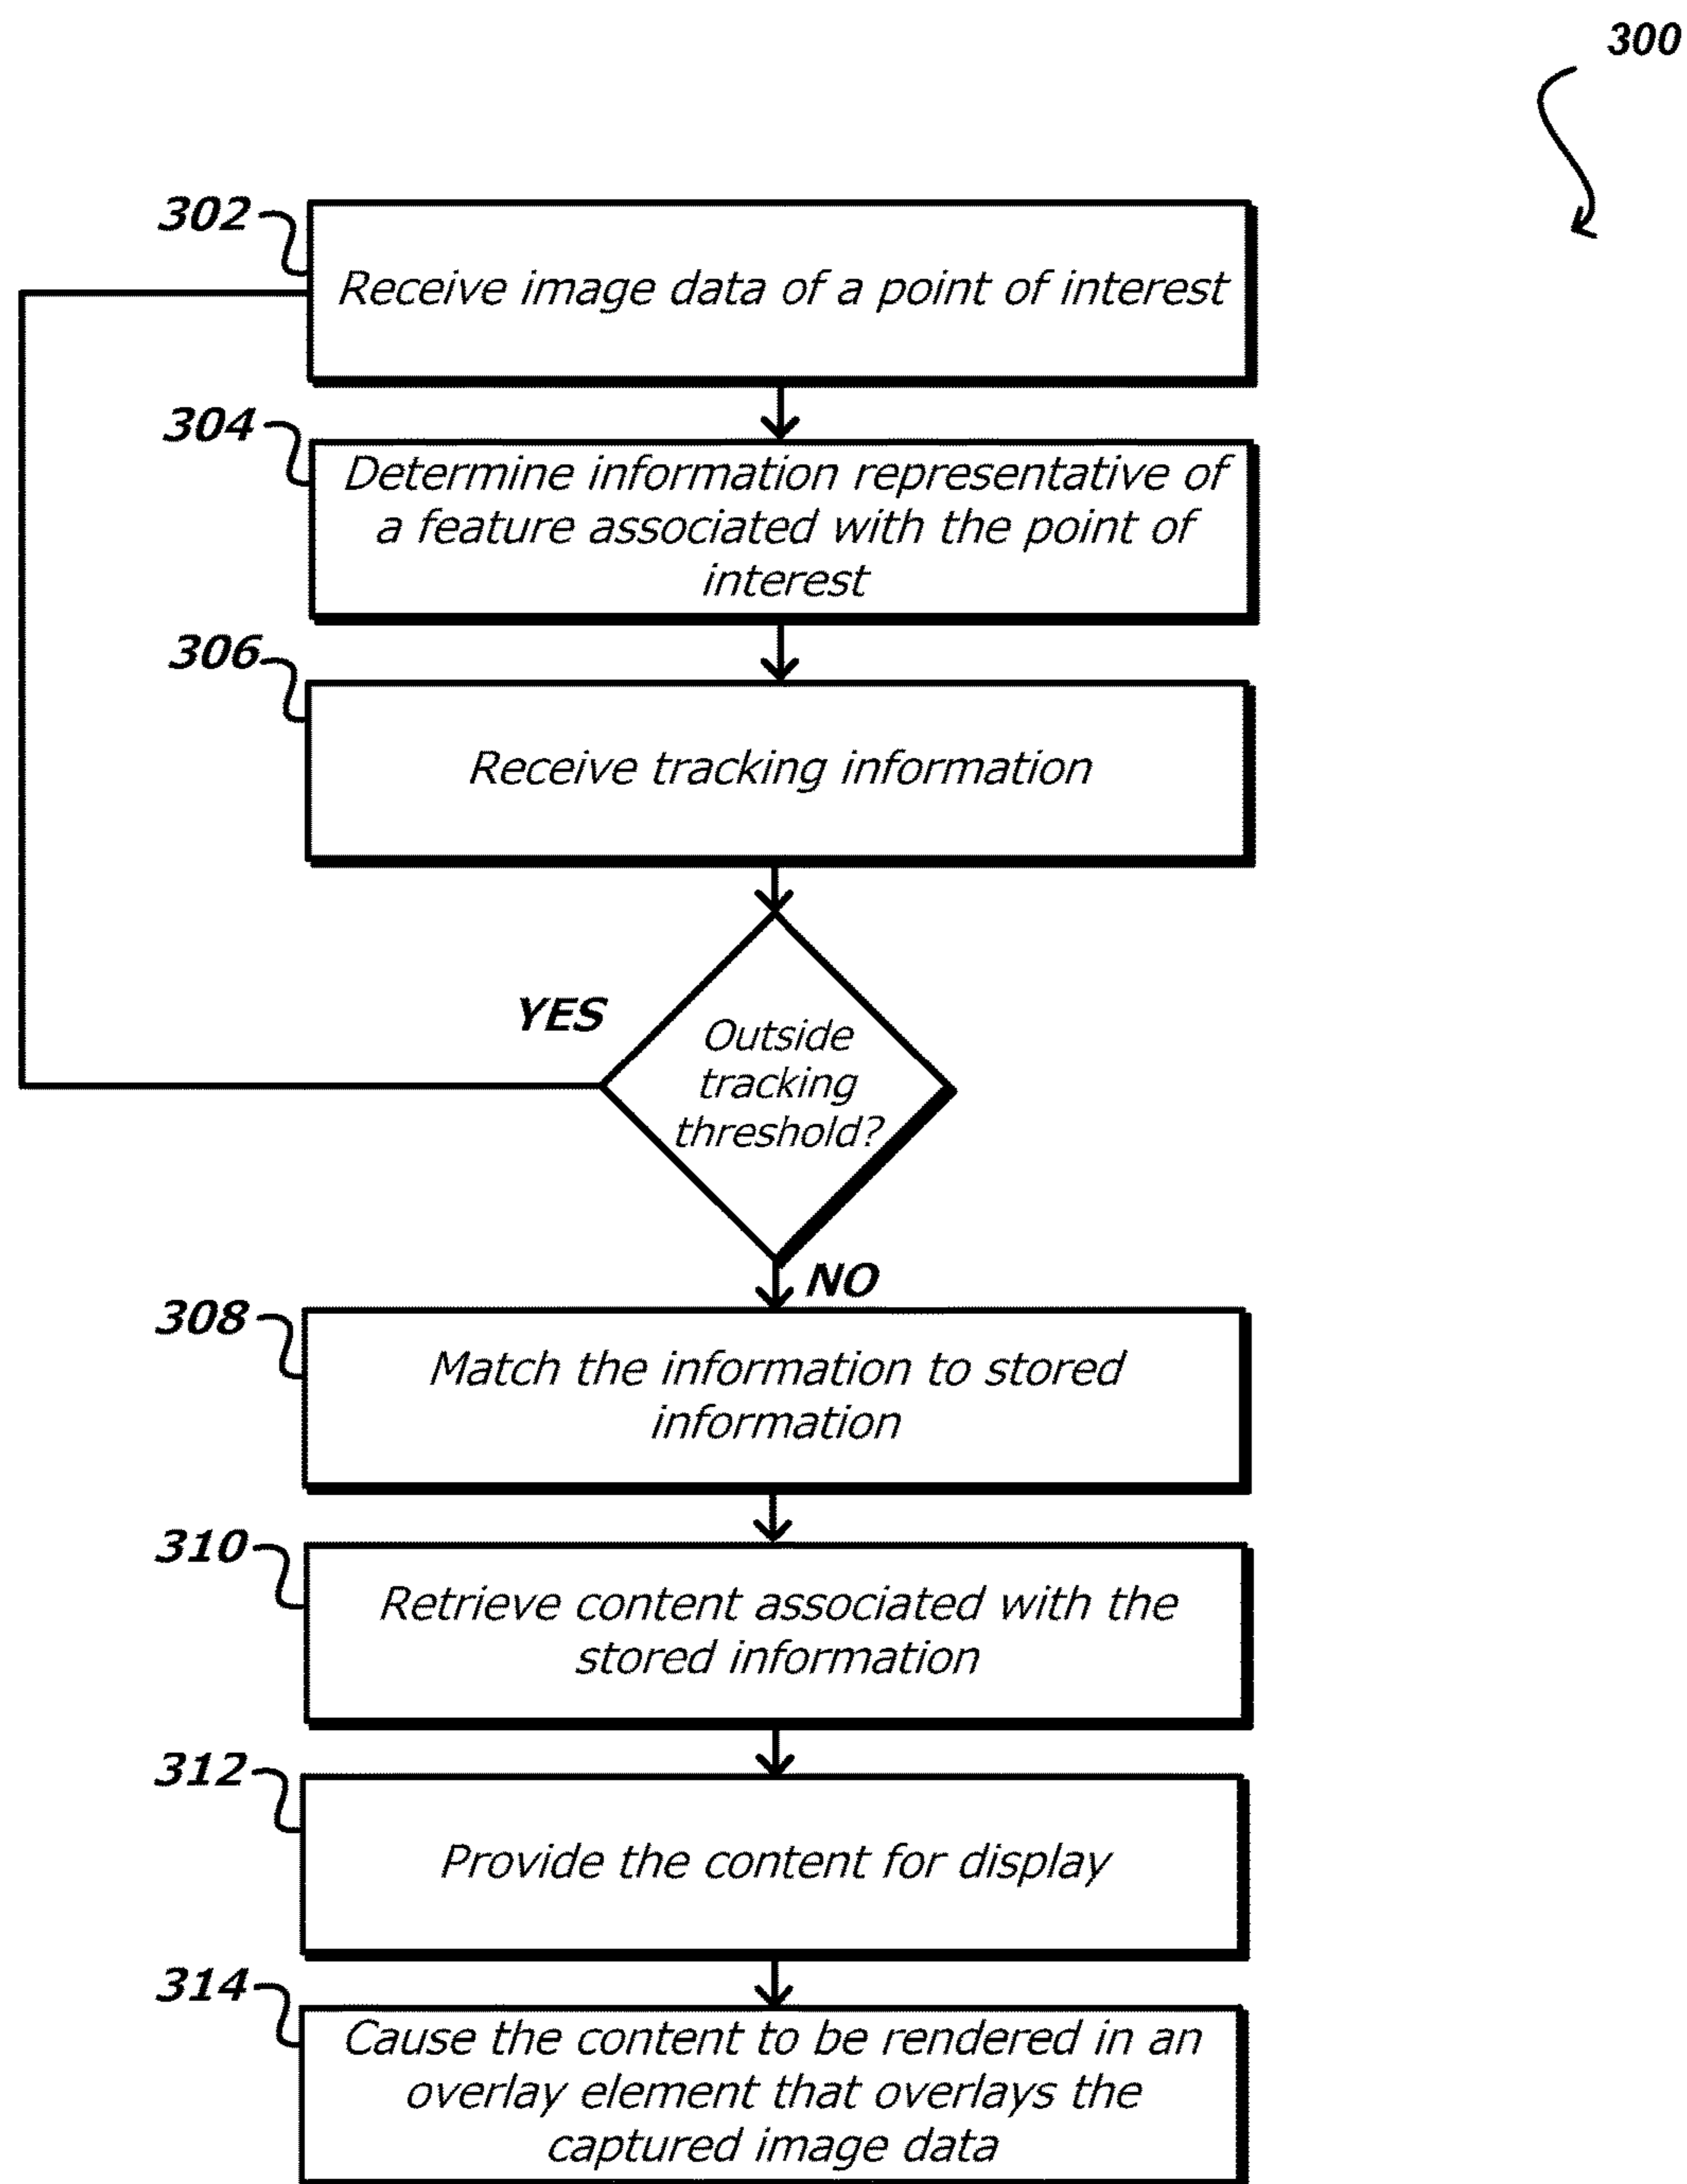 300
302
Receive image data of a point of interest
304
Determine information representative of
a feature associated with the point of
interest
306
Receive tracking information
YES
Outside
tracking
threshold?
NO
308
Match the information to stored
information
310
Retrieve content associated with the
stored information
312
Provide the content for display
314
Cause the content to be rendered in an
overlay element that overlays the
captured image data